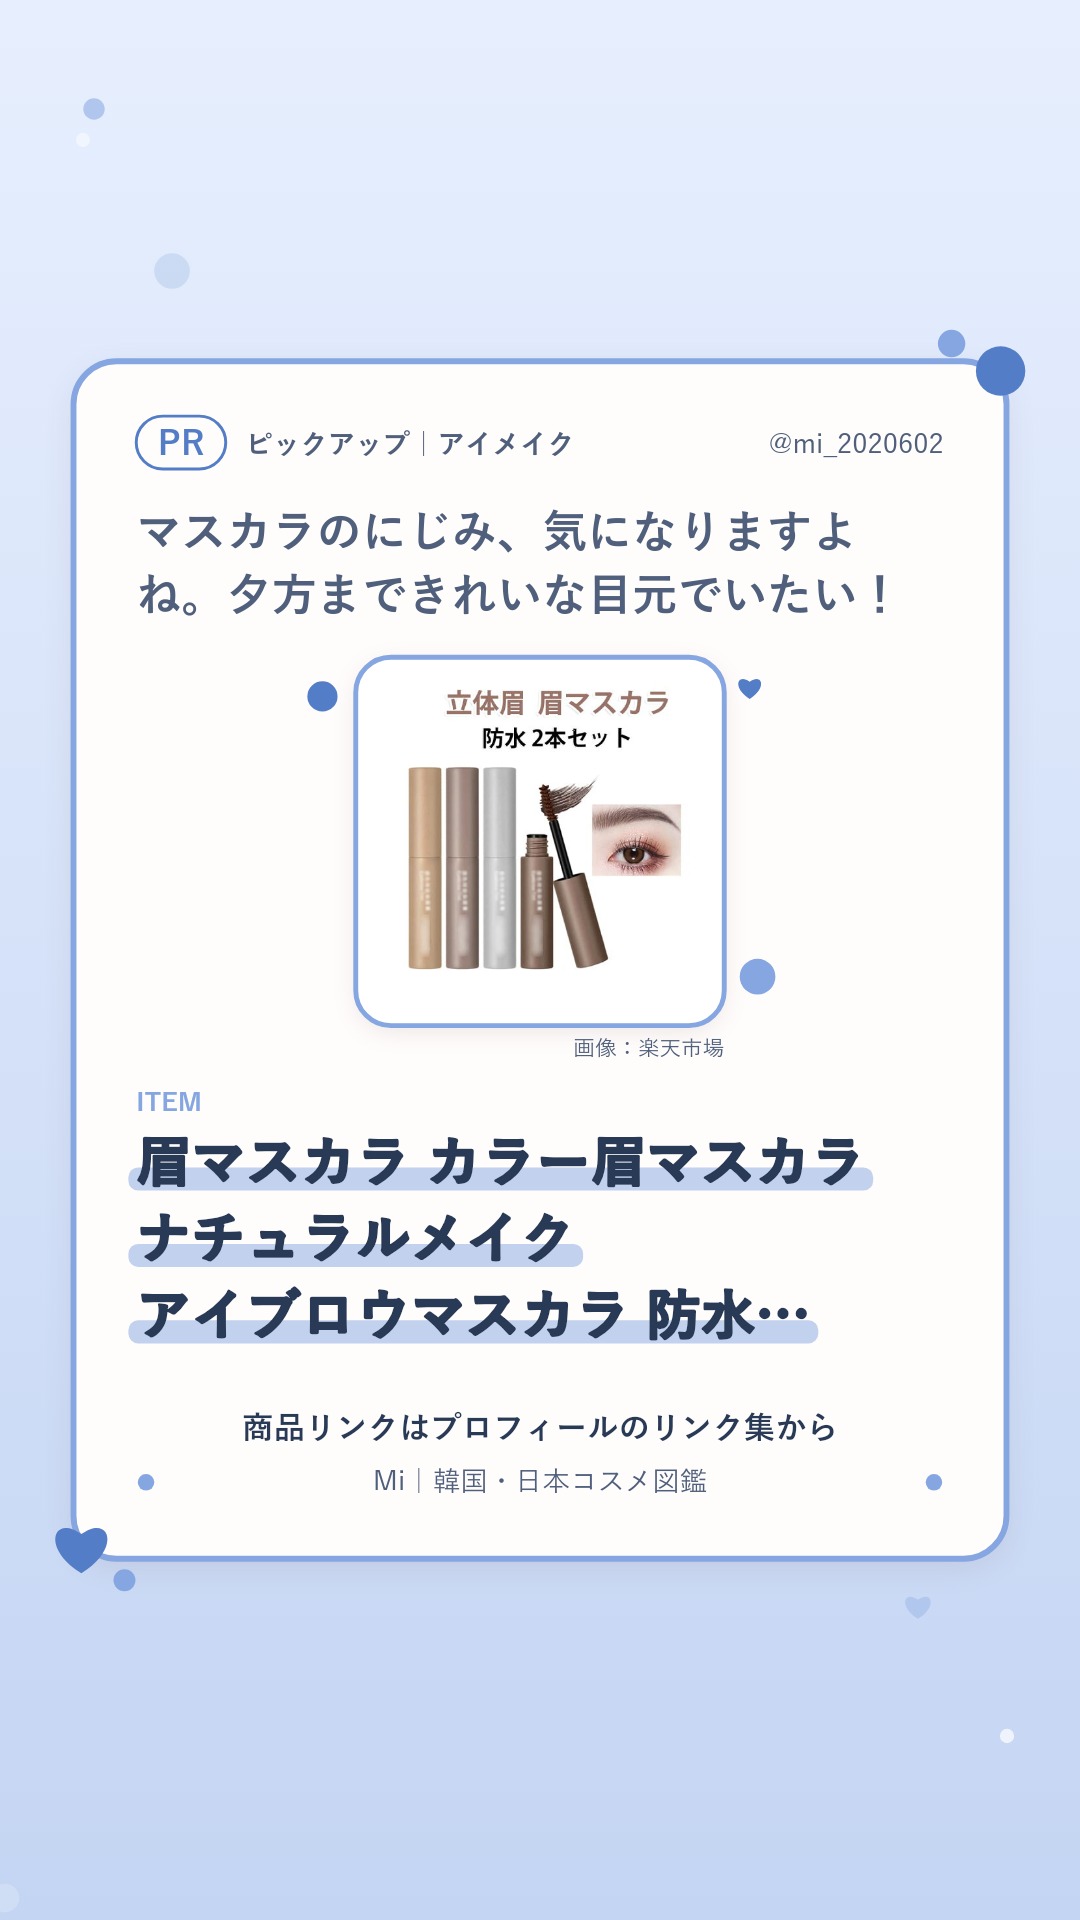 PR ピックアップ｜アイメイク @mi_2020602
マスカラのにじみ、気になりますよ
ね。夕方まできれいな目元でいたい！
立体眉 眉マスカラ
防水 2本セット
画像：楽天市場
ITEM
眉マスカラ カラー眉マスカラ
ナチュラルメイク
アイブロウマスカラ 防水…
商品リンクはプロフィールのリンク集から
Mi｜韓国・日本コスメ図鑑